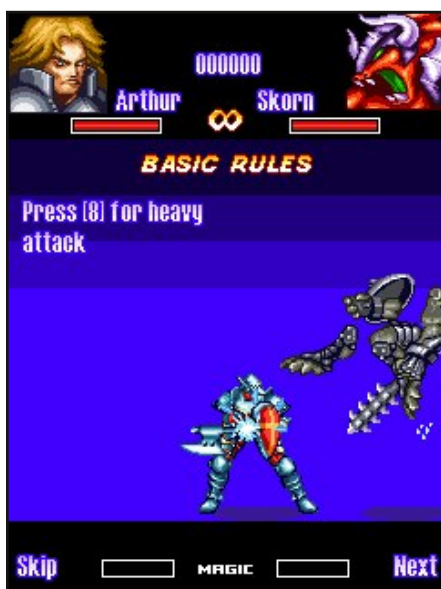 000000
Arthur
Skorn
∞
BASIC RULES
Press [8] for heavy
attack
Skip
MAGIC
Next